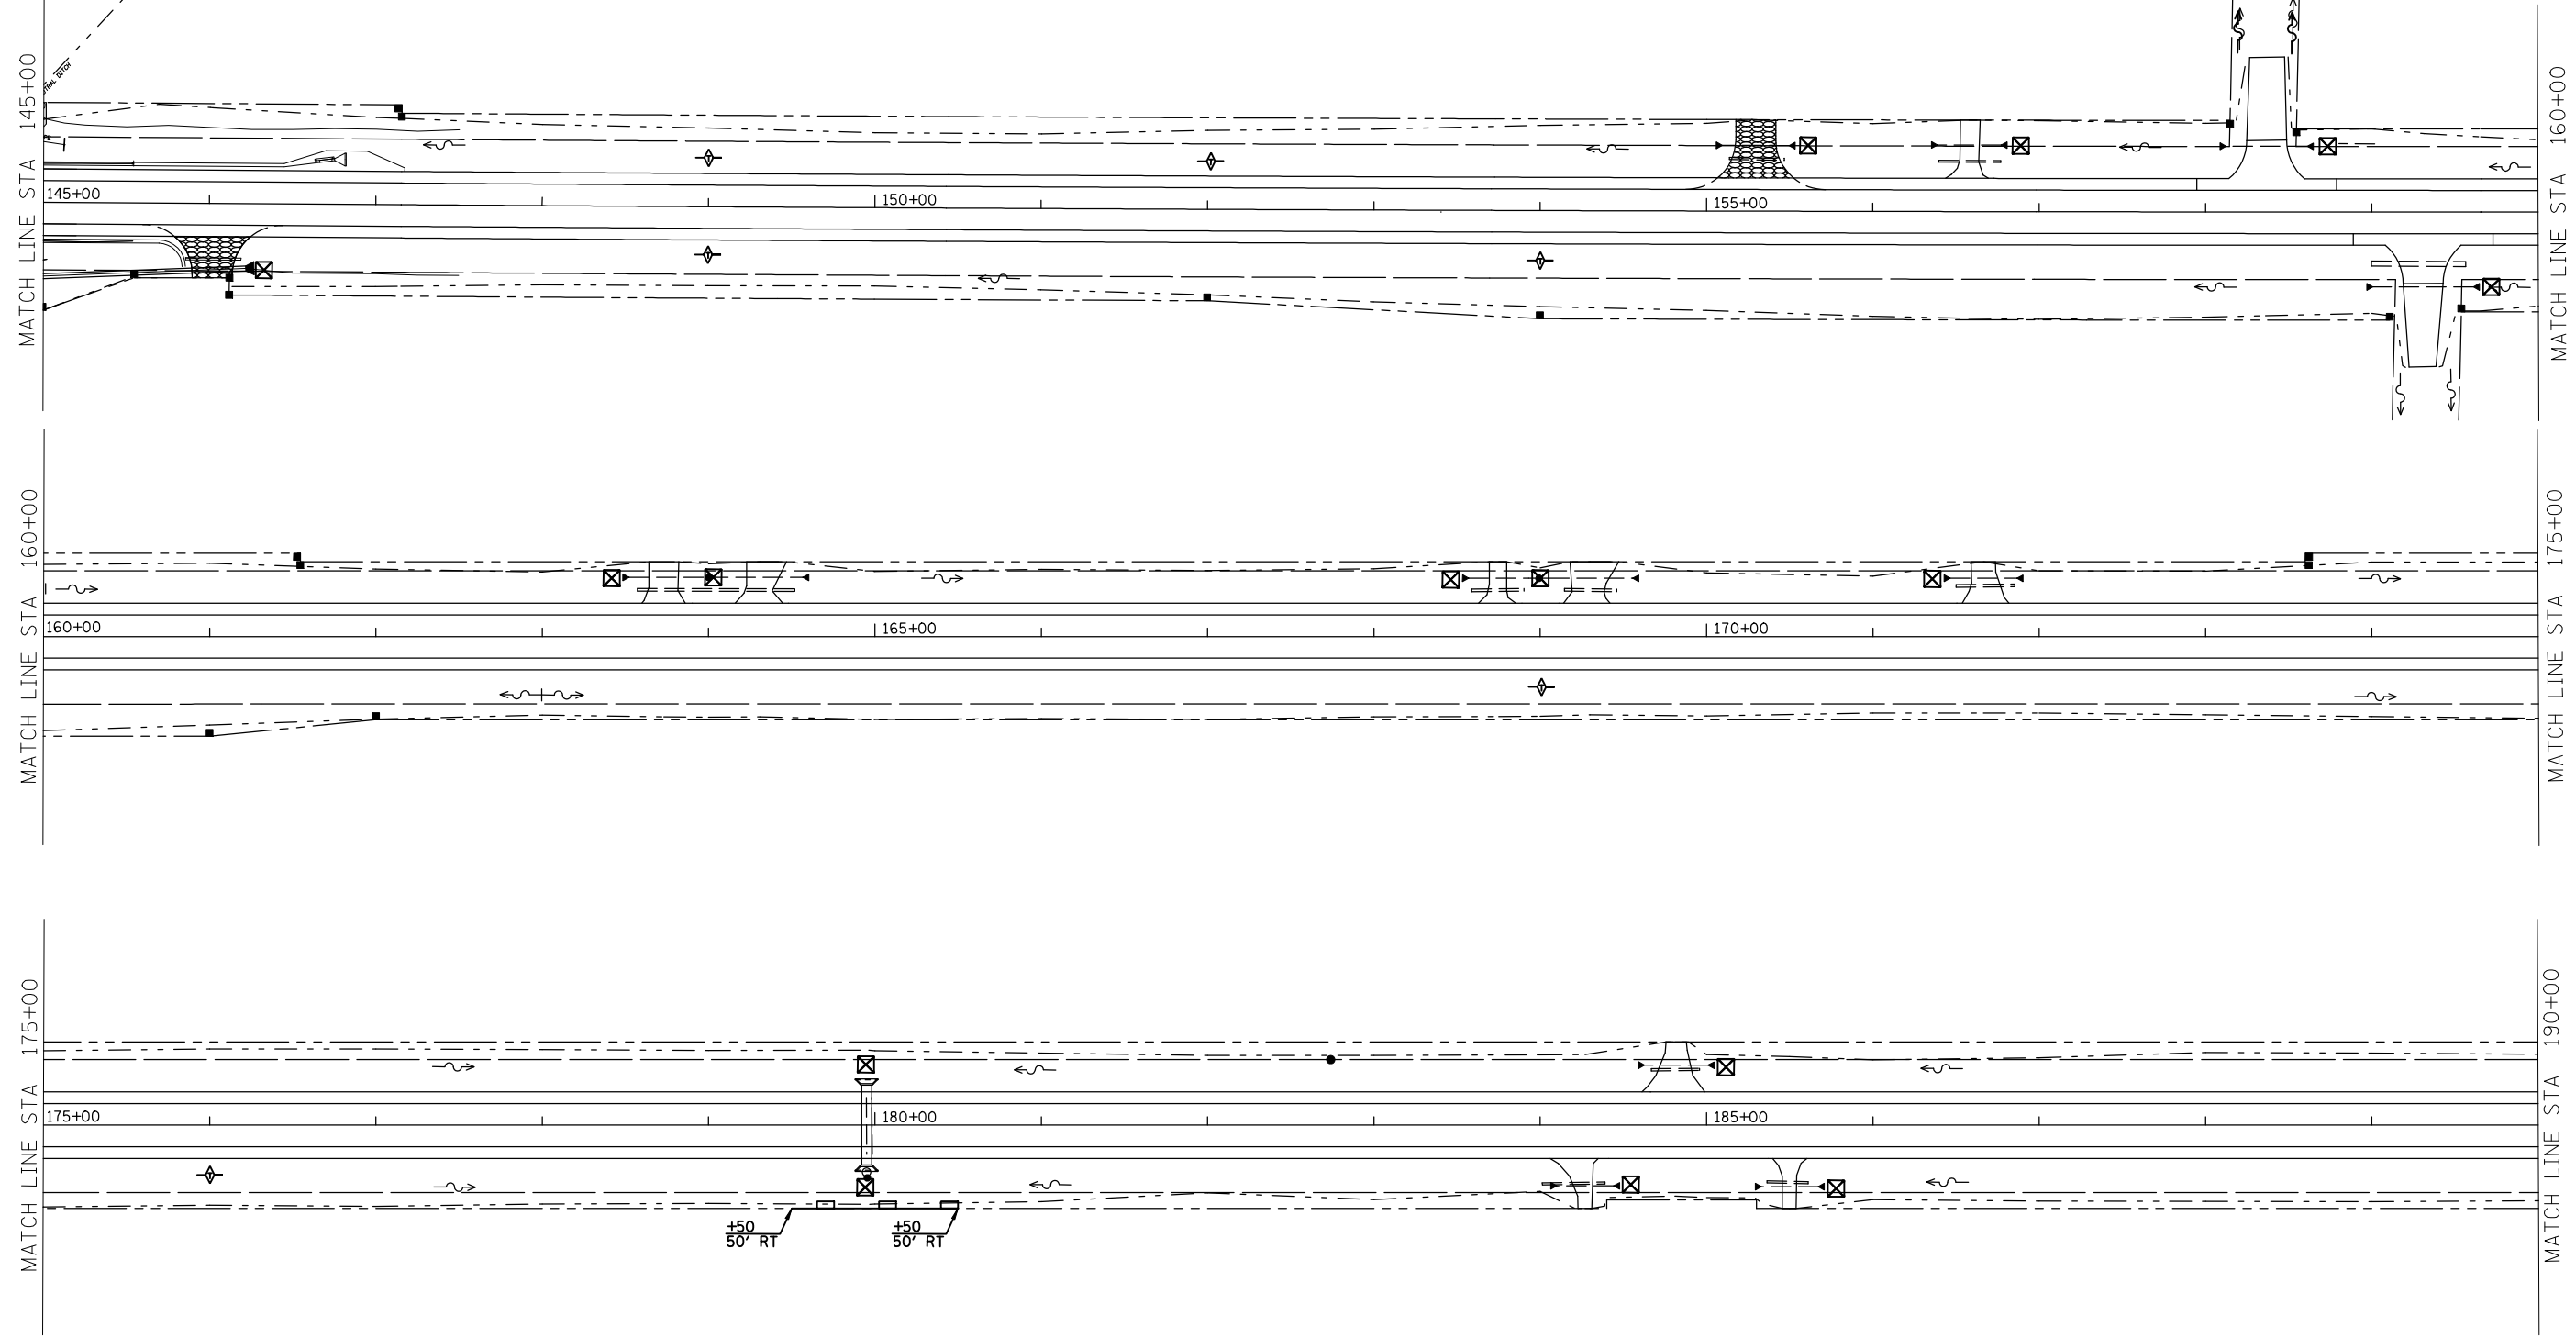 MATCH LINE STA 145+00
TRAL DITCH
145+00
150+00
155+00
MATCH LINE STA 160+00
MATCH LINE STA 160+00
160+00
165+00
170+00
MATCH LINE STA 175+00
MATCH LINE STA 175+00
175+00
180+00
185+00
+50
50' RT
+50
50' RT
MATCH LINE STA 190+00